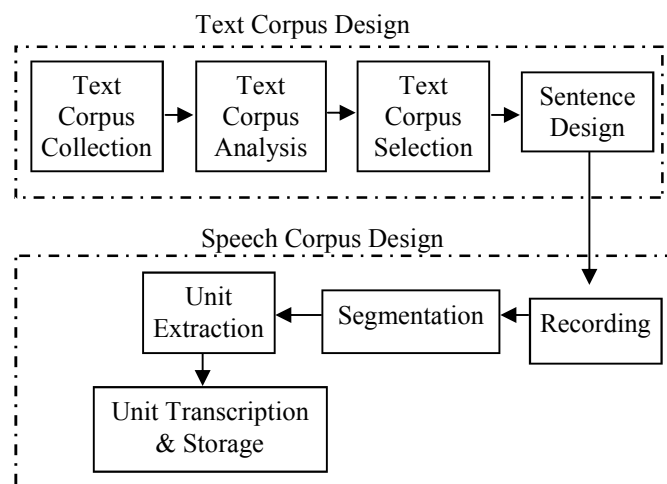 Text Corpus Design
Text
Corpus
Collection
Text
Corpus
Analysis
Text
Corpus
Selection
Sentence
Design
Speech Corpus Design
Unit
Extraction
Segmentation
Recording
Unit Transcription
& Storage